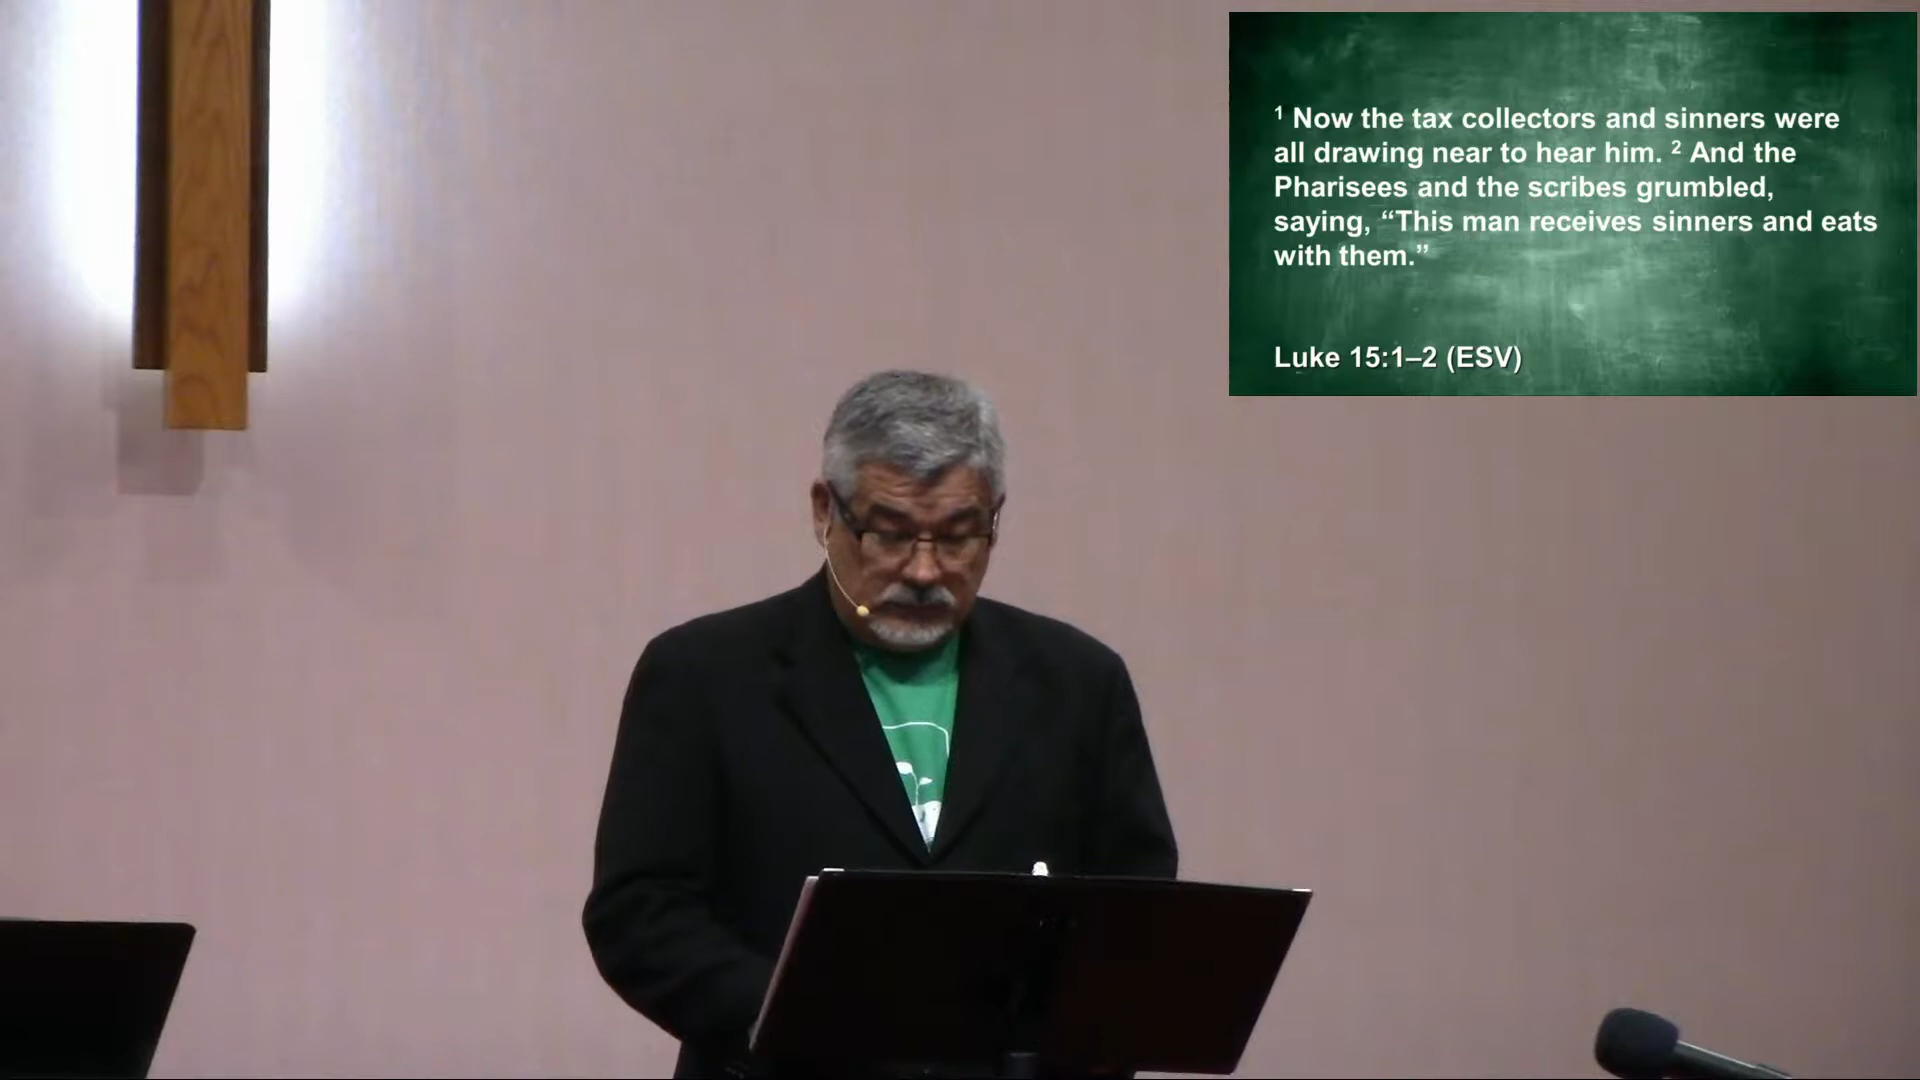 1 Now the tax collectors and sinners were
all drawing near to hear him. 2 And the
Pharisees and the scribes grumbled,
saying, “This man receives sinners and eats
with them.”
Luke 15:1–2 (ESV)